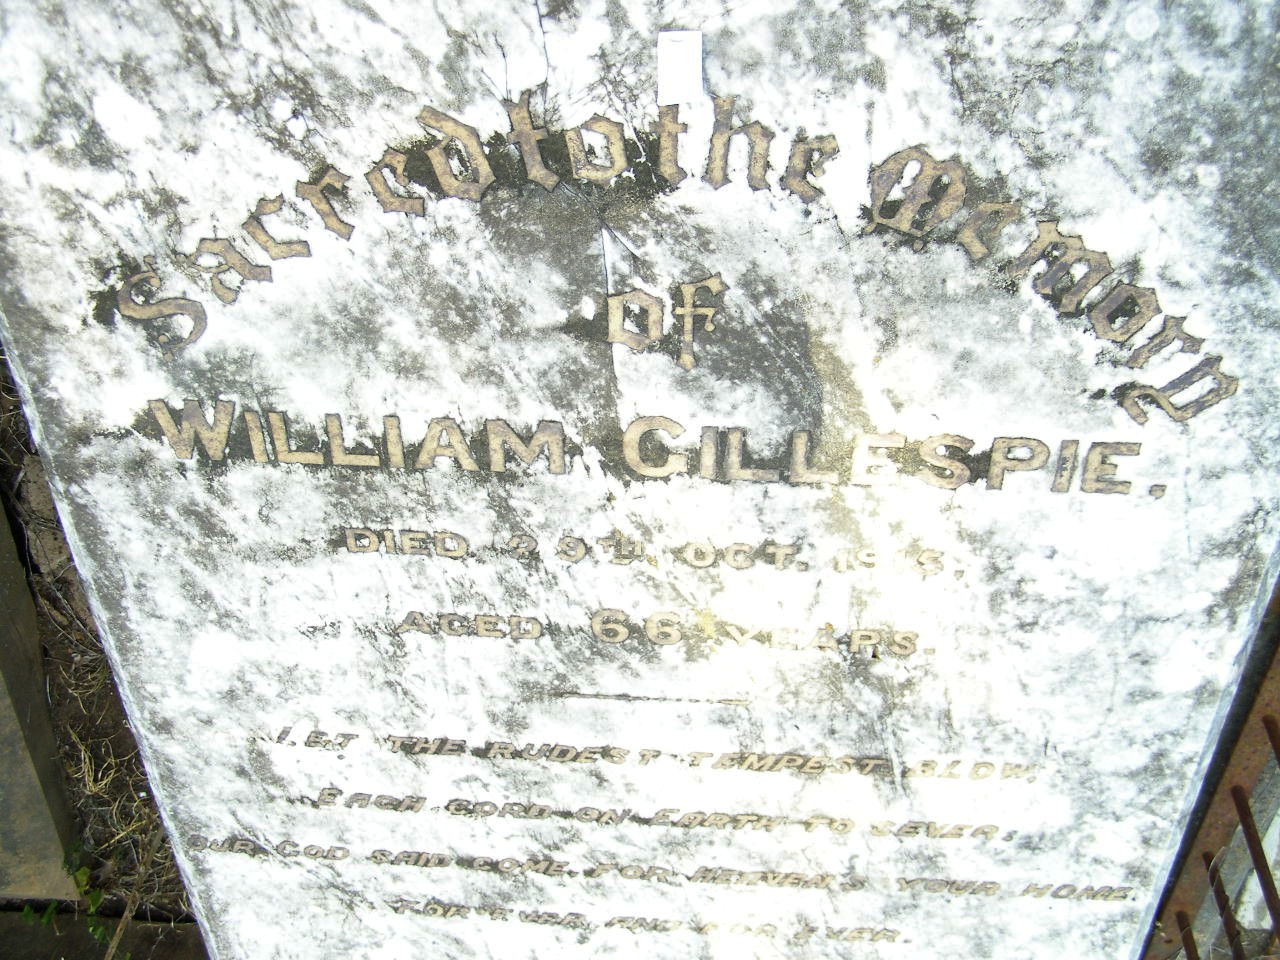 Sacred to the Memory
of
WILLIAM GILLESPIE.
DIED 29TH OCT. 1915.
AGED 66 YEARS.
LET THE RUDEST TEMPEST BLOW,
EACH CORD ON EARTH TO SEVER;
OUR GOD SAID COME, FOR HEAVEN'S YOUR HOME.
FOR EVER AND FOR EVER.